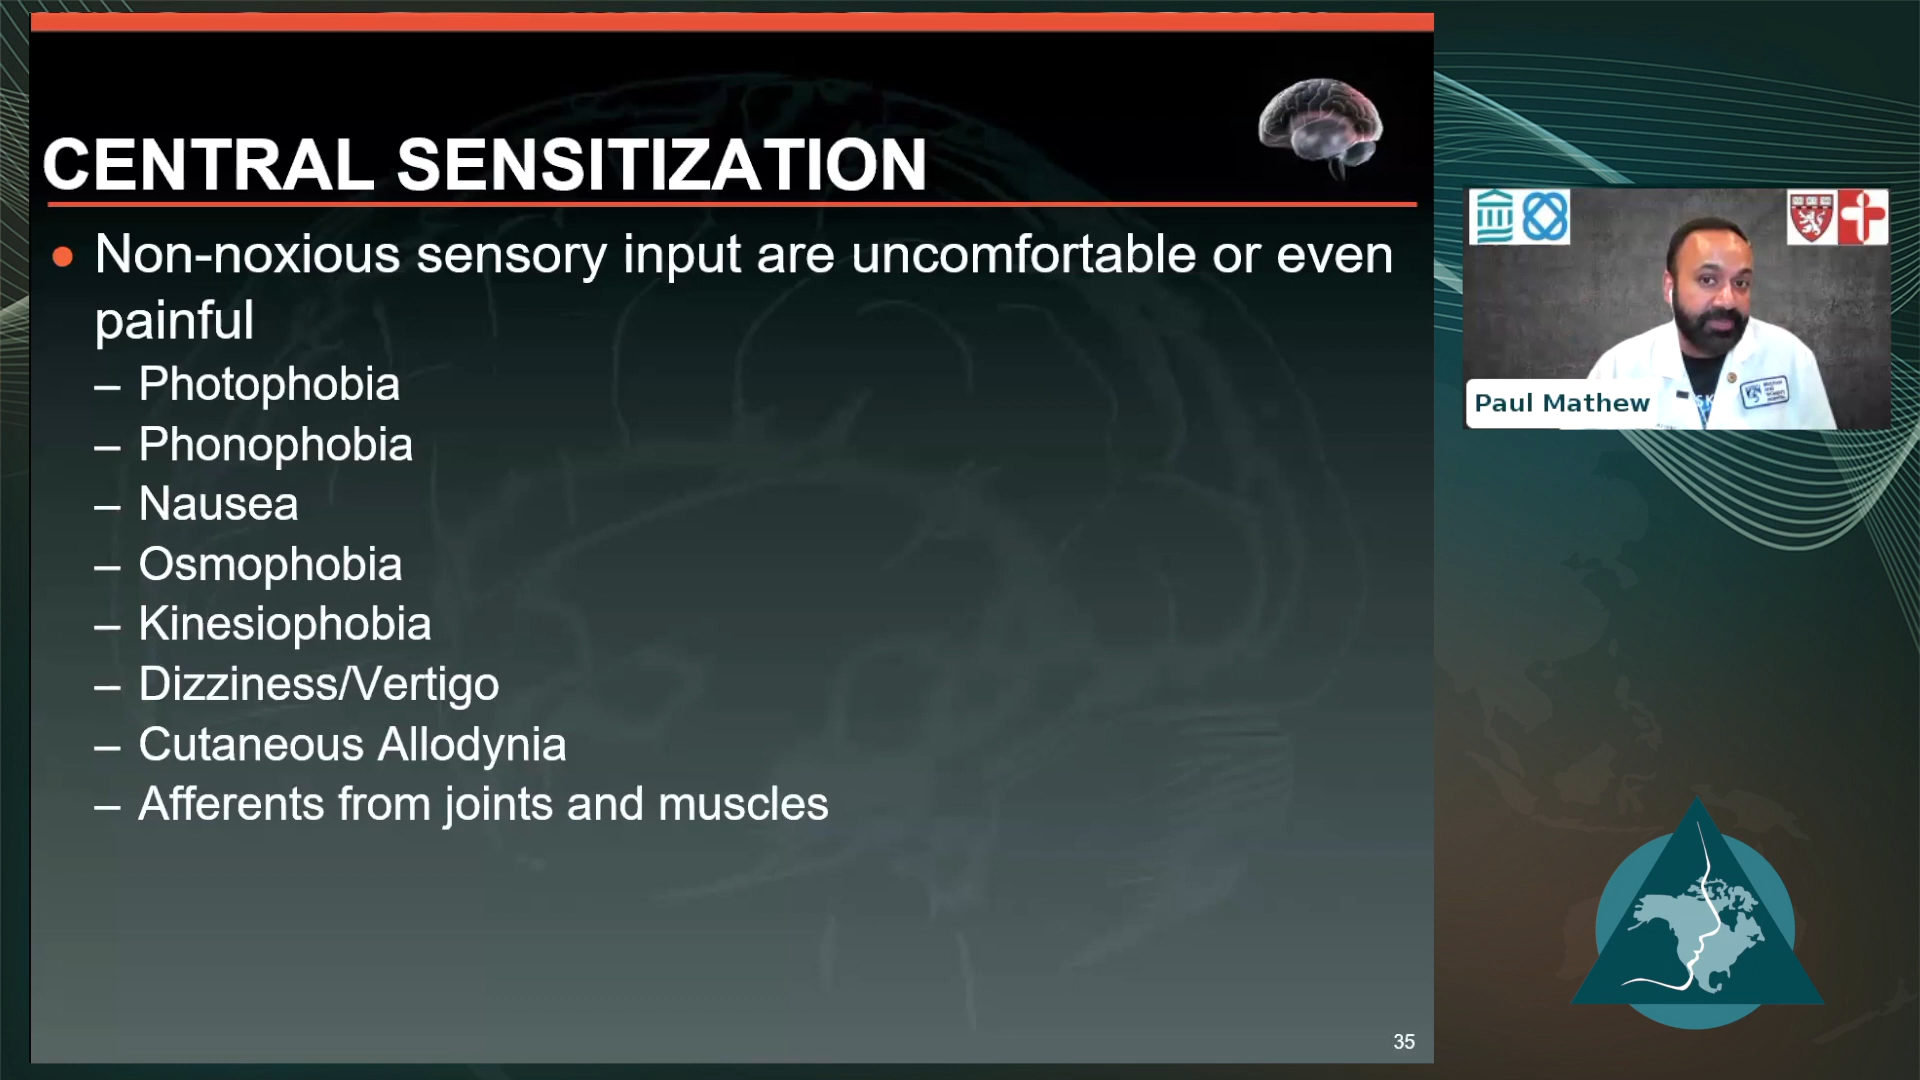 CENTRAL SENSITIZATION
• Non-noxious sensory input are uncomfortable or even
painful
– Photophobia
– Phonophobia
– Nausea
– Osmophobia
– Kinesiophobia
– Dizziness/Vertigo
– Cutaneous Allodynia
– Afferents from joints and muscles
35
Paul Mathew